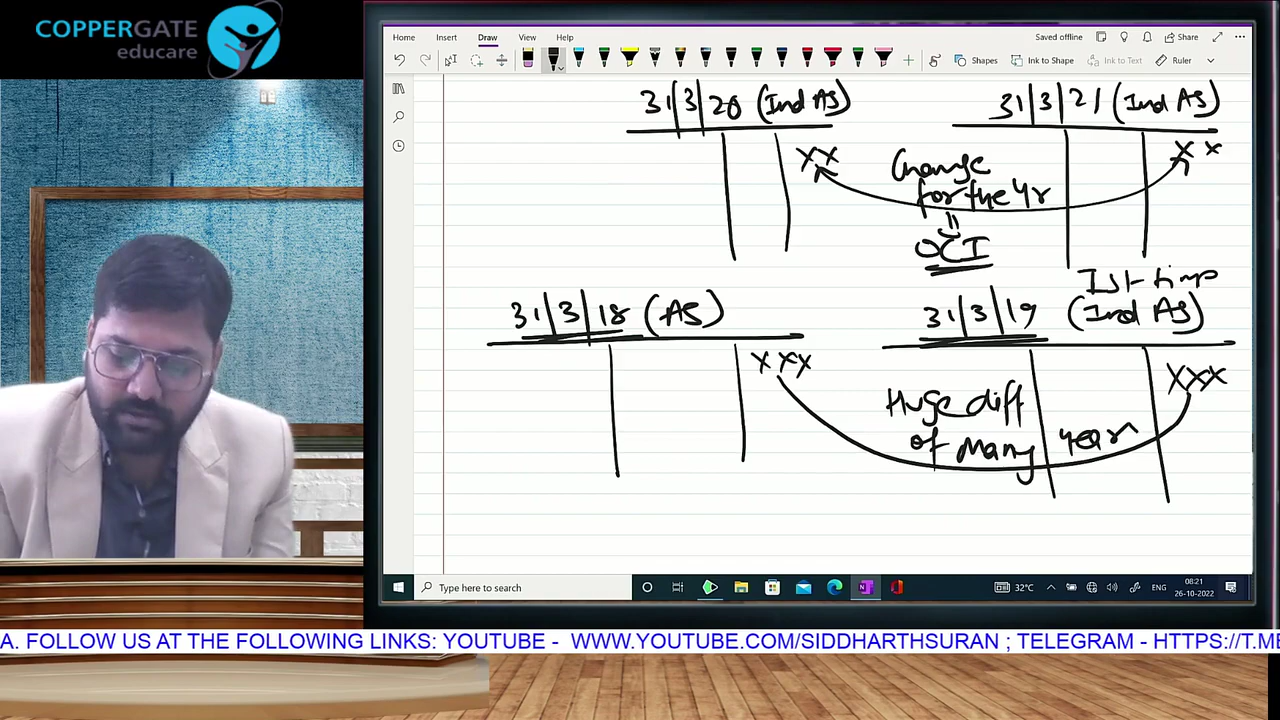 COPPERGATE
educare
Home Insert Draw View Help
Saved offline
Share
Shapes
Ink to Shape
Ink to Text
Ruler
31/3/20 (Ind AS)
31/3/21 (Ind AS)
XX
Change
for the Yr
=
OCI
X X
31/3/18 (AS)
Ist time
31/3/19 (Ind AS)
XXX
Huge diff
of many year
XXX
Type here to search
32°C
ENG
08:21
26-10-2022
A. FOLLOW US AT THE FOLLOWING LINKS: YOUTUBE - WWW.YOUTUBE.COM/SIDDHARTHSURAN ; TELEGRAM - HTTPS://T.ME